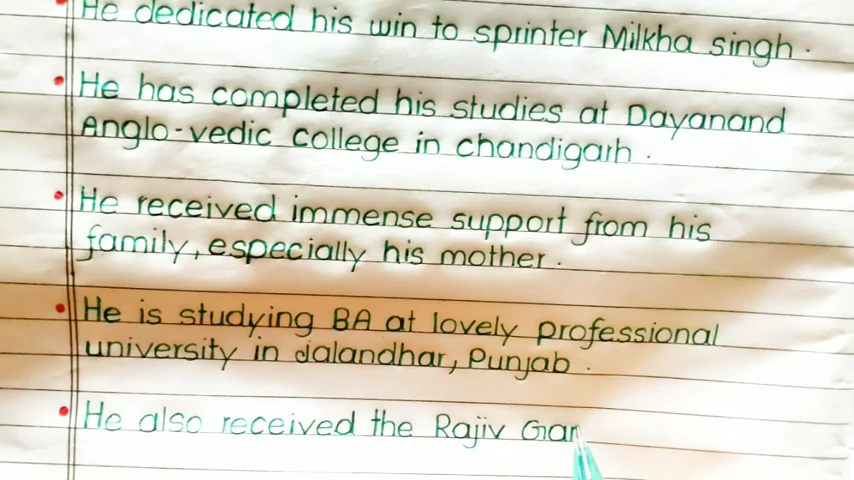 He dedicated his win to sprinter Milkha singh.
He has completed his studies at Dayanand
Anglo-vedic college in chandigarh.
He received immense support from his
family, especially his mother.
He is studying BA at lovely professional
university in Jalandhar, Punjab.
He also received the Rajiv Gan